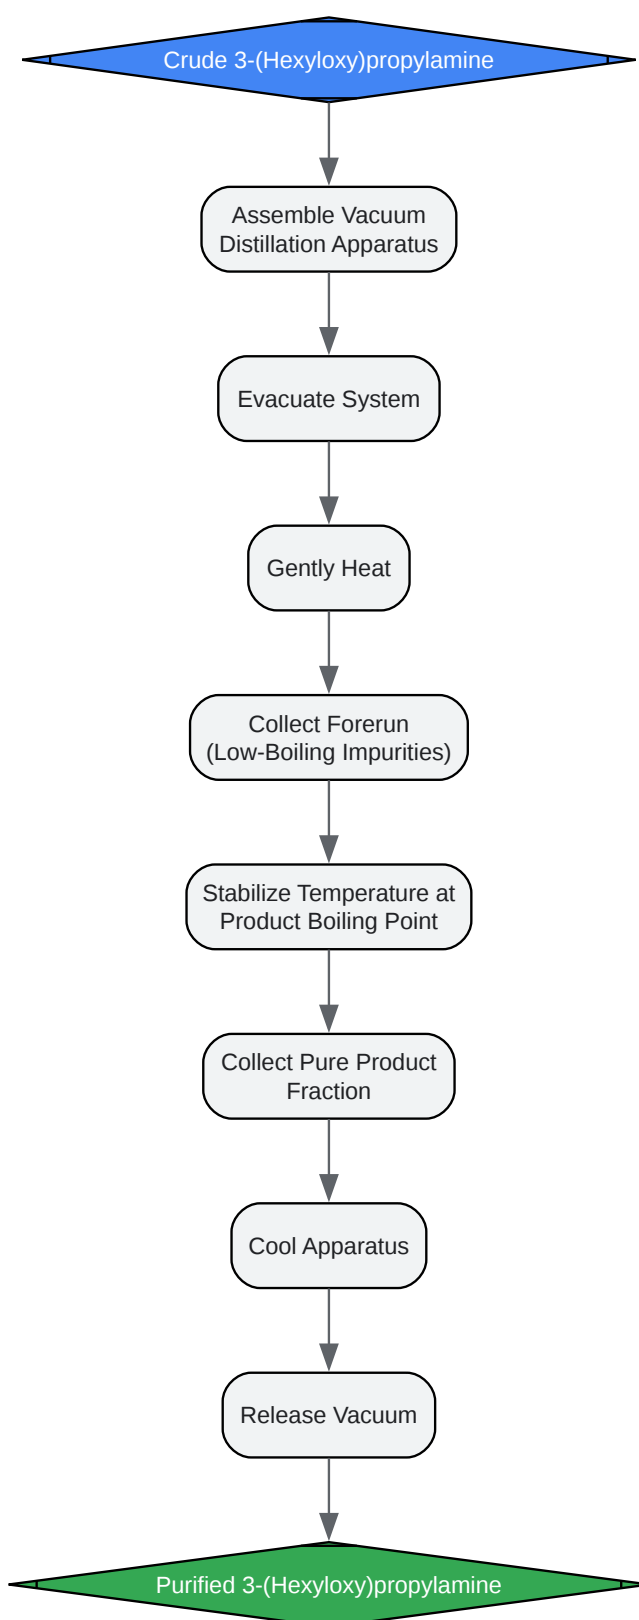 Crude 3-(Hexyloxy)propylamine
Assemble Vacuum
Distillation Apparatus
Evacuate System
Gently Heat
Collect Forerun
(Low-Boiling Impurities)
Stabilize Temperature at
Product Boiling Point
Collect Pure Product
Fraction
Cool Apparatus
Release Vacuum
Purified 3-(Hexyloxy)propylamine